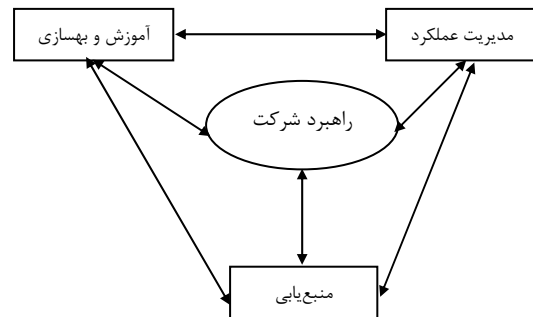 مدیریت عملکرد
آموزش و بهسازی
راهبرد شرکت
منبع‌یابی